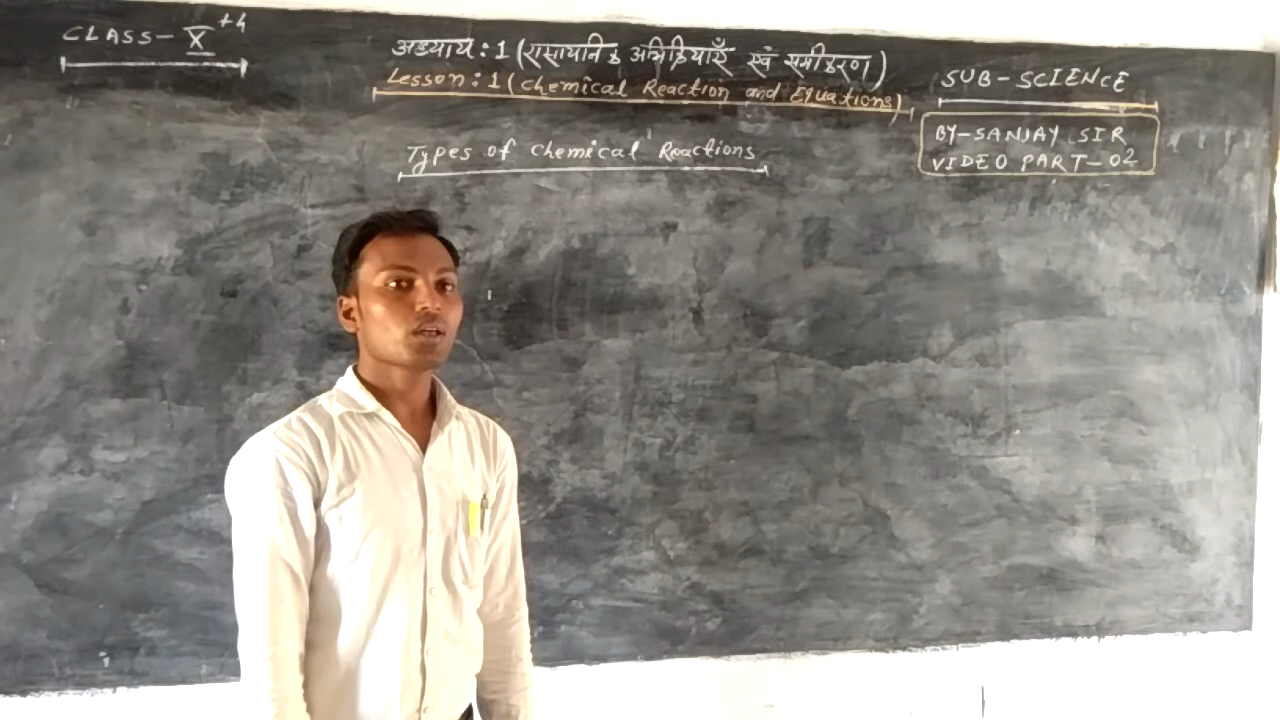 CLASS - X +4
अध्याय : 1 (रासायनिक अभिक्रियाएँ एवं समीकरण)
Lesson : 1 (Chemical Reaction and Equations)
SUB - SCIENCE
BY - SANJAY SIR
VIDEO PART - 02
Types of Chemical Reactions